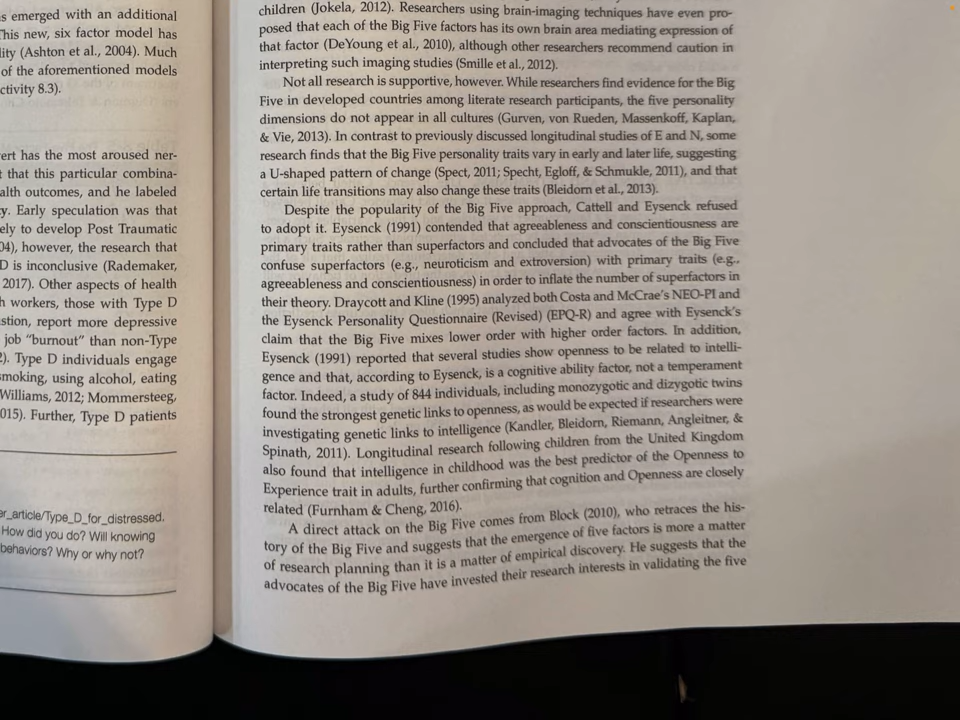 s emerged with an additional
This new, six factor model has
lity (Ashton et al., 2004). Much
of the aforementioned models
ctivity 8.3).
ert has the most aroused ner-
t that this particular combina-
alth outcomes, and he labeled
y. Early speculation was that
ely to develop Post Traumatic
04), however, the research that
D is inconclusive (Rademaker,
2017). Other aspects of health
h workers, those with Type D
stion, report more depressive
job "burnout" than non-Type
2). Type D individuals engage
smoking, using alcohol, eating
Williams, 2012; Mommersteeg,
015). Further, Type D patients
er_article/Type_D_for_distressed.
How did you do? Will knowing
behaviors? Why or why not?
children (Jokela, 2012). Researchers using brain-imaging techniques have even pro-
posed that each of the Big Five factors has its own brain area mediating expression of
that factor (DeYoung et al., 2010), although other researchers recommend caution in
interpreting such imaging studies (Smille et al., 2012).
Not all research is supportive, however. While researchers find evidence for the Big
Five in developed countries among literate research participants, the five personality
dimensions do not appear in all cultures (Gurven, von Rueden, Massenkoff, Kaplan,
& Vie, 2013). In contrast to previously discussed longitudinal studies of E and N, some
research finds that the Big Five personality traits vary in early and later life, suggesting
a U-shaped pattern of change (Spect, 2011; Specht, Egloff, & Schmukle, 2011), and that
certain life transitions may also change these traits (Bleidorn et al., 2013).
Despite the popularity of the Big Five approach, Cattell and Eysenck refused
to adopt it. Eysenck (1991) contended that agreeableness and conscientiousness are
primary traits rather than superfactors and concluded that advocates of the Big Five
confuse superfactors (e.g., neuroticism and extroversion) with primary traits (e.g.,
agreeableness and conscientiousness) in order to inflate the number of superfactors in
their theory. Draycott and Kline (1995) analyzed both Costa and McCrae's NEO-PI and
the Eysenck Personality Questionnaire (Revised) (EPQ-R) and agree with Eysenck's
claim that the Big Five mixes lower order with higher order factors. In addition,
Eysenck (1991) reported that several studies show openness to be related to intelli-
gence and that, according to Eysenck, is a cognitive ability factor, not a temperament
factor. Indeed, a study of 844 individuals, including monozygotic and dizygotic twins
found the strongest genetic links to openness, as would be expected if researchers were
investigating genetic links to intelligence (Kandler, Bleidorn, Riemann, Angleitner, &
Spinath, 2011). Longitudinal research following children from the United Kingdom
also found that intelligence in childhood was the best predictor of the Openness to
Experience trait in adults, further confirming that cognition and Openness are closely
related (Furnham & Cheng, 2016).
A direct attack on the Big Five comes from Block (2010), who retraces the his-
tory of the Big Five and suggests that the emergence of five factors is more a matter
of research planning than it is a matter of empirical discovery. He suggests that the
advocates of the Big Five have invested their research interests in validating the five